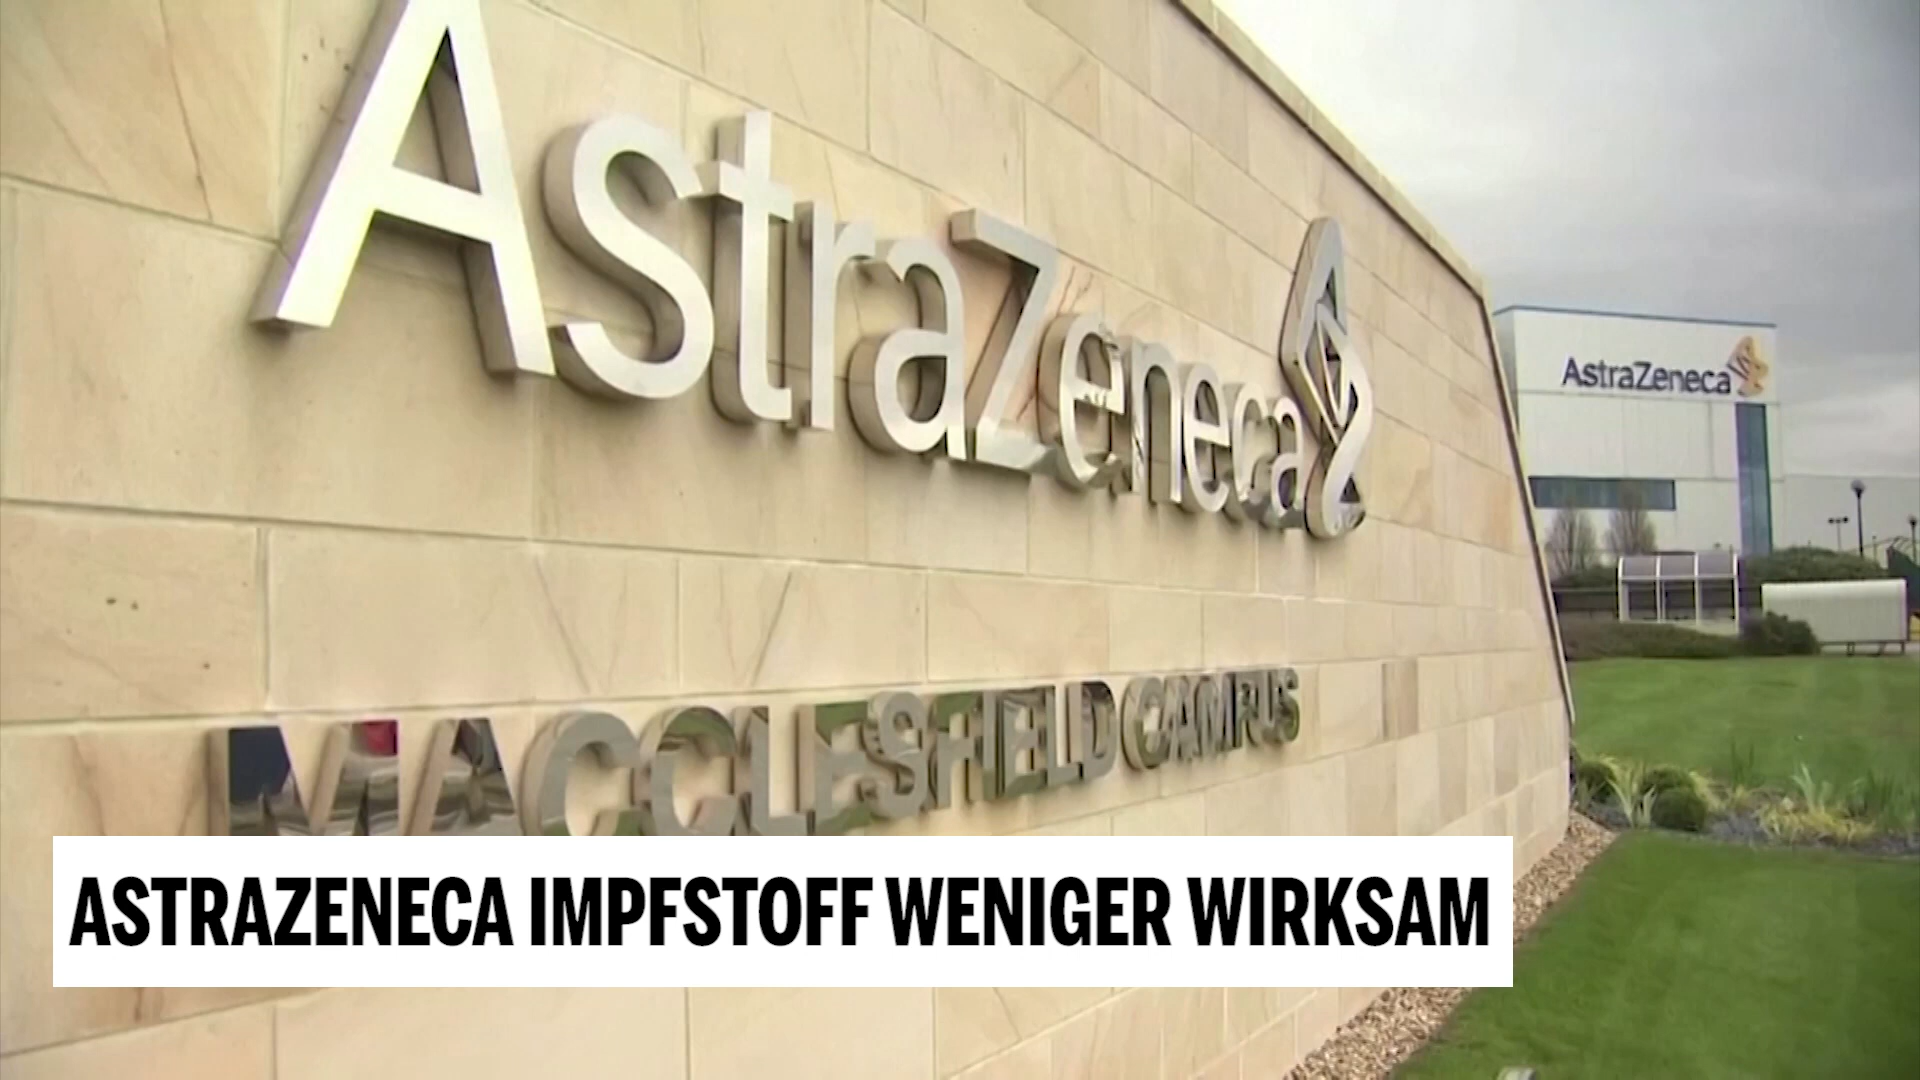 AstraZeneca
AstraZeneca
MACCLESFIELD CAMPUS
ASTRAZENECA IMPFSTOFF WENIGER WIRKSAM